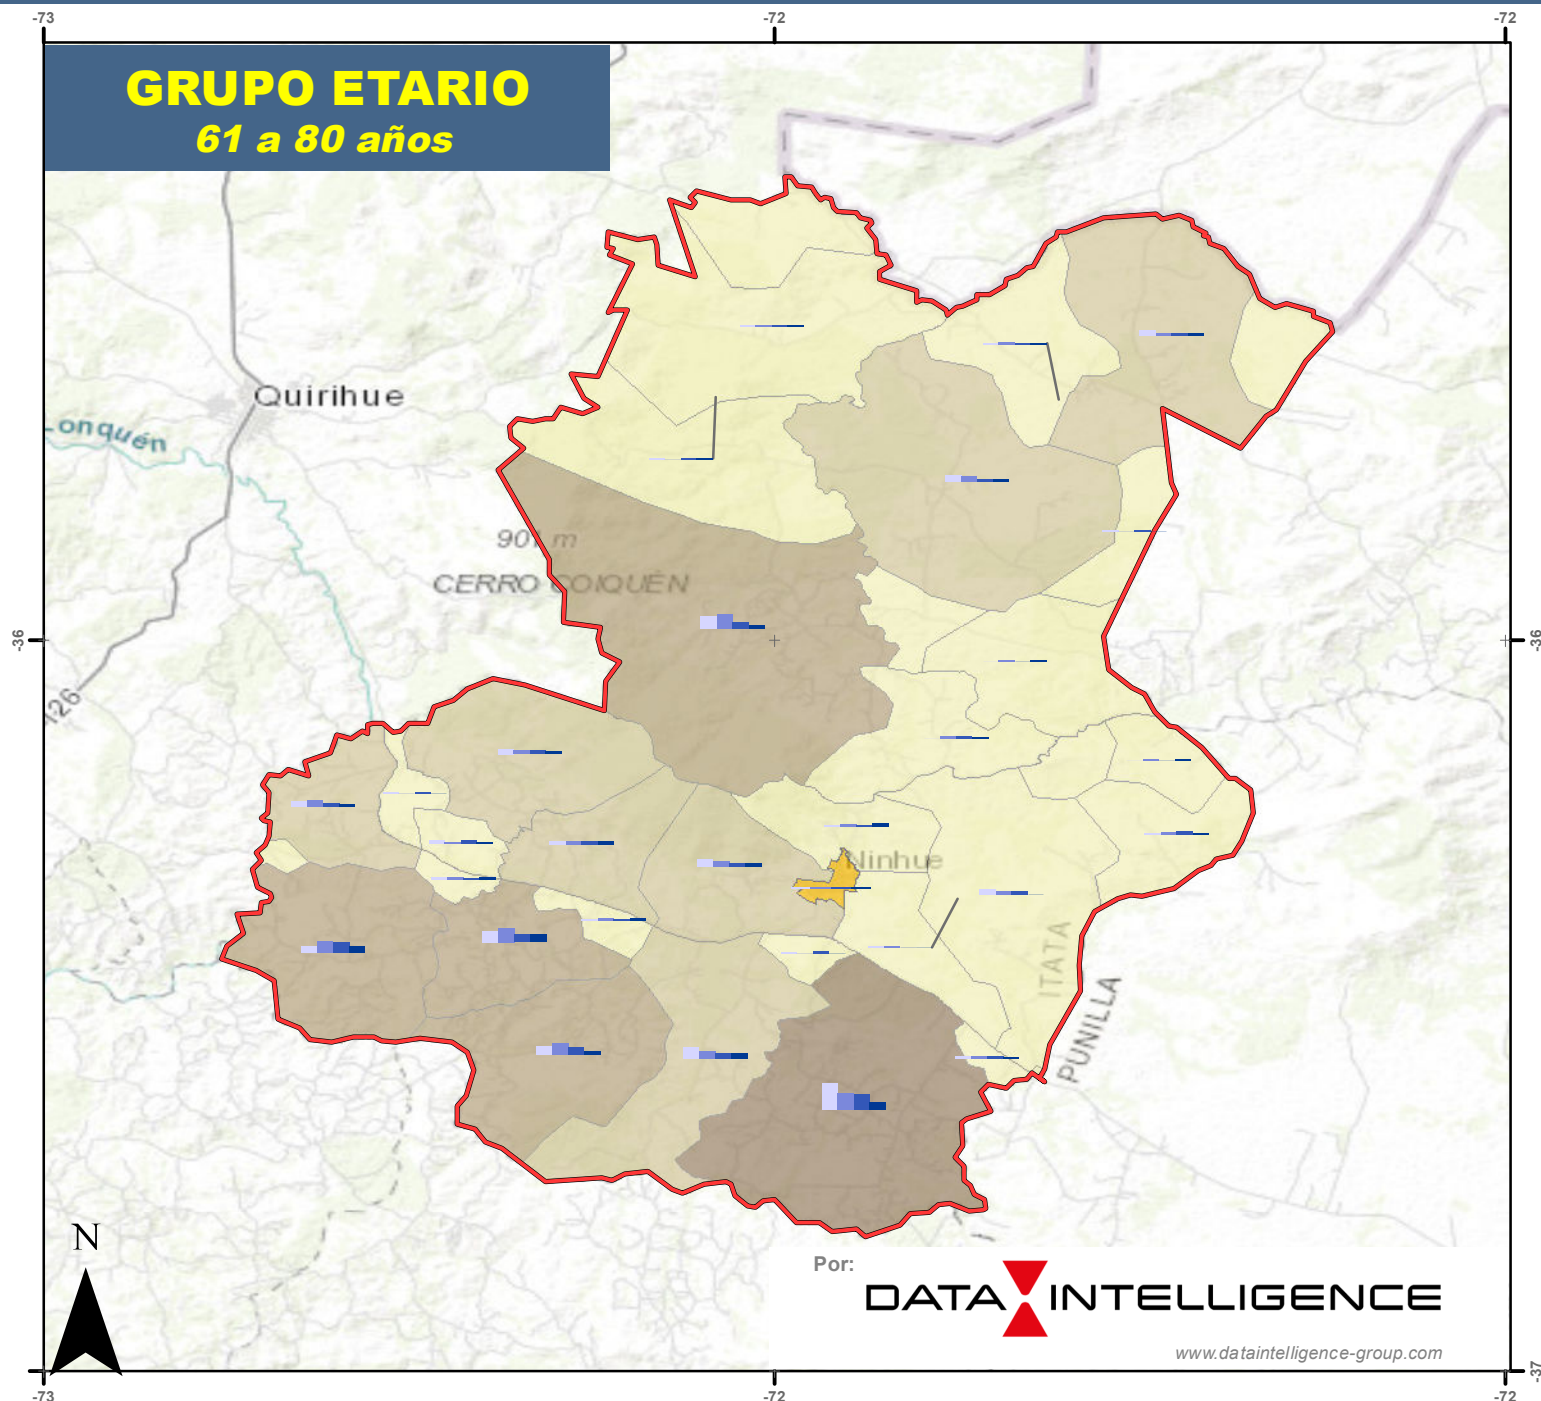 -73
-72
-72
GRUPO ETARIO
61 a 80 años
Quirihue
onquén
901 m
CERRO COIQUÉN
-36
-36
126
Ninhue
ITATA
PUNILLA
N
Por:
DATA INTELLIGENCE
www.dataintelligence-group.com
-37
-73
-72
-72